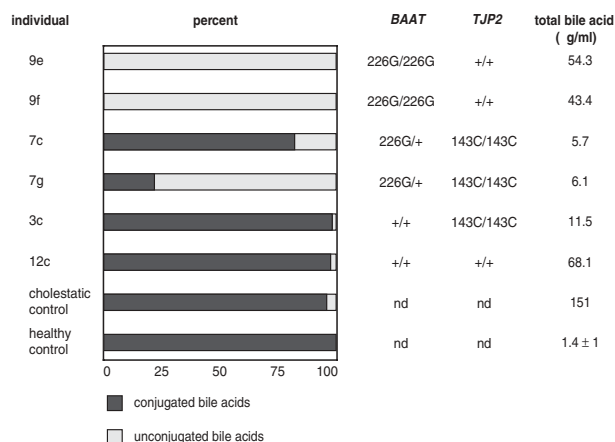 individual percent BAAT TJP2 total bile acid
( g/ml)
9e 226G/226G +/+ 54.3
9f 226G/226G +/+ 43.4
7c 226G/+ 143C/143C 5.7
7g 226G/+ 143C/143C 6.1
3c +/+ 143C/143C 11.5
12c +/+ +/+ 68.1
cholestatic
control nd nd 151
healthy
control nd nd 1.4 ± 1
0 25 50 75 100
conjugated bile acids
unconjugated bile acids